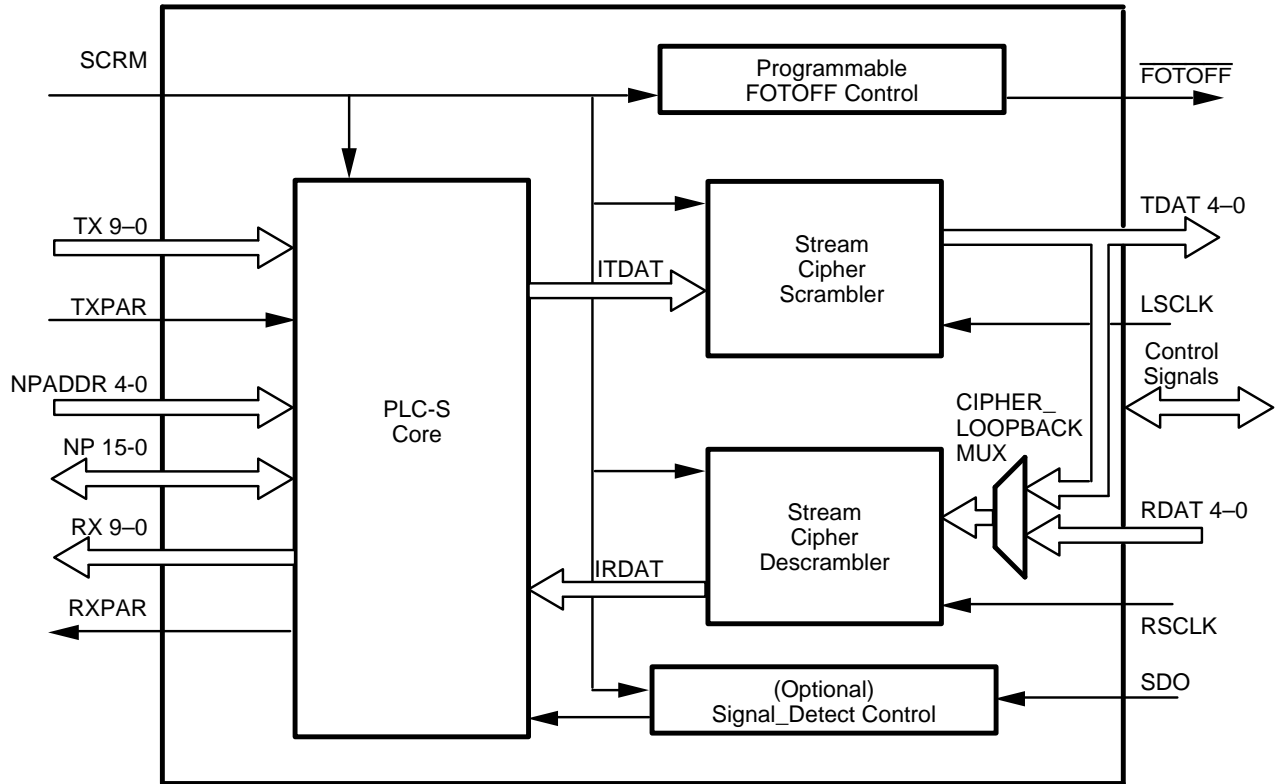 SCRM
Programmable
FOTOFF Control
FOTOFF
TX 9–0
TXPAR
NPADDR 4-0
NP 15-0
RX 9–0
RXPAR
PLC-S
Core
ITDAT
IRDAT
Stream
Cipher
Scrambler
TDAT 4–0
LSCLK
Control
Signals
CIPHER_
LOOPBACK
MUX
Stream
Cipher
Descrambler
RDAT 4–0
RSCLK
(Optional)
Signal_Detect Control
SDO